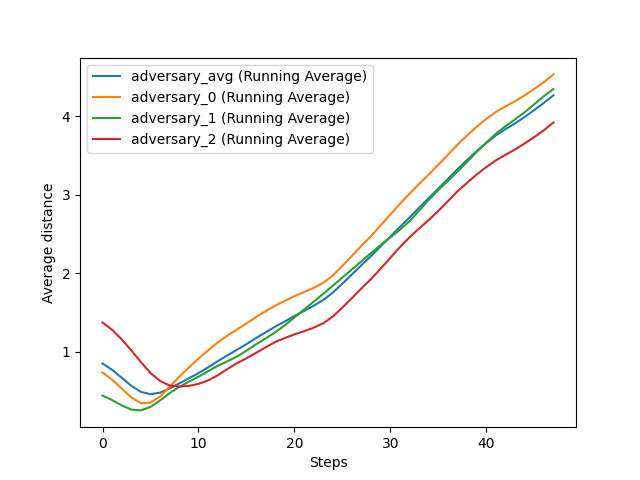 adversary_avg (Running Average)
adversary_0 (Running Average)
adversary_1 (Running Average)
adversary_2 (Running Average)
Average distance
4
3
2
1
0 10 20 30 40
Steps